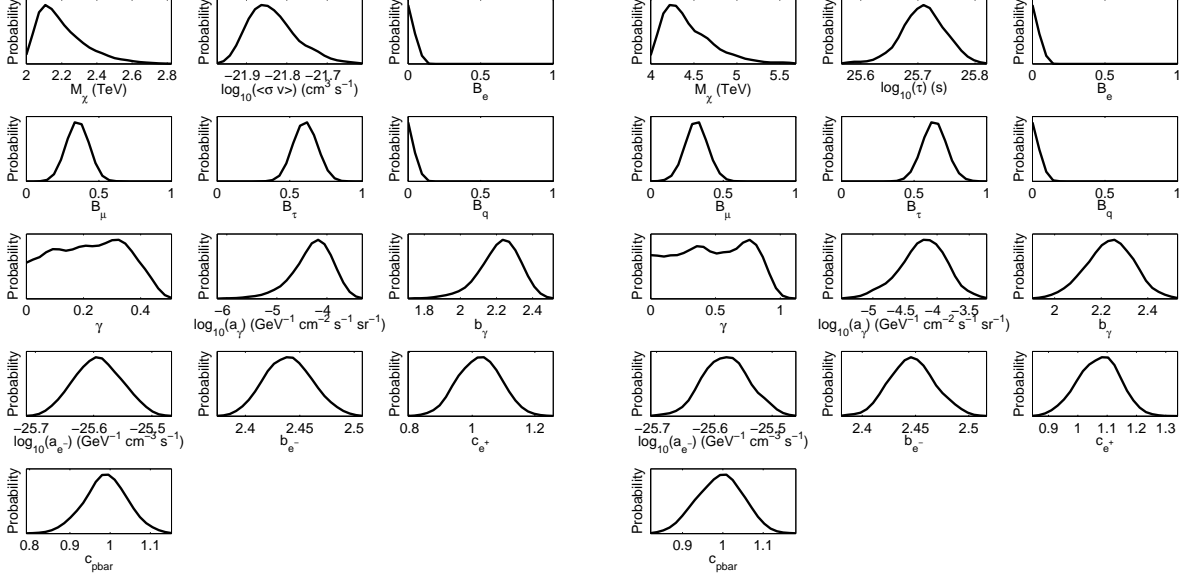 Probability Probability Probability Probability Probability Probability
2 2.2 2.4 2.6 2.8 −21.9 −21.8 −21.7 0 0.5 1 4 4.5 5 5.5 25.6 25.7 25.8 0 0.5 1
M_χ (TeV) log_10(<σ v>) (cm^3 s^−1) B_e M_χ (TeV) log_10(τ) (s) B_e
Probability Probability Probability Probability Probability Probability
0 0.5 1 0 0.5 1 0 0.5 1 0 0.5 1 0 0.5 1 0 0.5 1
B_μ B_τ B_q B_μ B_τ B_q
Probability Probability Probability Probability Probability Probability
0 0.2 0.4 −6 −5 −4 1.8 2 2.2 2.4 0 0.5 1 −5 −4.5 −4 −3.5 2 2.2 2.4
γ log_10(a_γ) (GeV^−1 cm^−2 s^−1 sr^−1) b_γ γ log_10(a_γ) (GeV^−1 cm^−2 s^−1 sr^−1) b_γ
Probability Probability Probability Probability Probability Probability
−25.7 −25.6 −25.5 2.4 2.45 2.5 0.8 1 1.2 −25.7 −25.6 −25.5 2.4 2.45 2.5 0.9 1 1.1 1.2 1.3
log_10(a_e^−) (GeV^−1 cm^−3 s^−1) b_e^− c_e^+ log_10(a_e^−) (GeV^−1 cm^−3 s^−1) b_e^− c_e^+
Probability Probability
0.8 0.9 1 1.1 0.9 1 1.1
c_pbar c_pbar